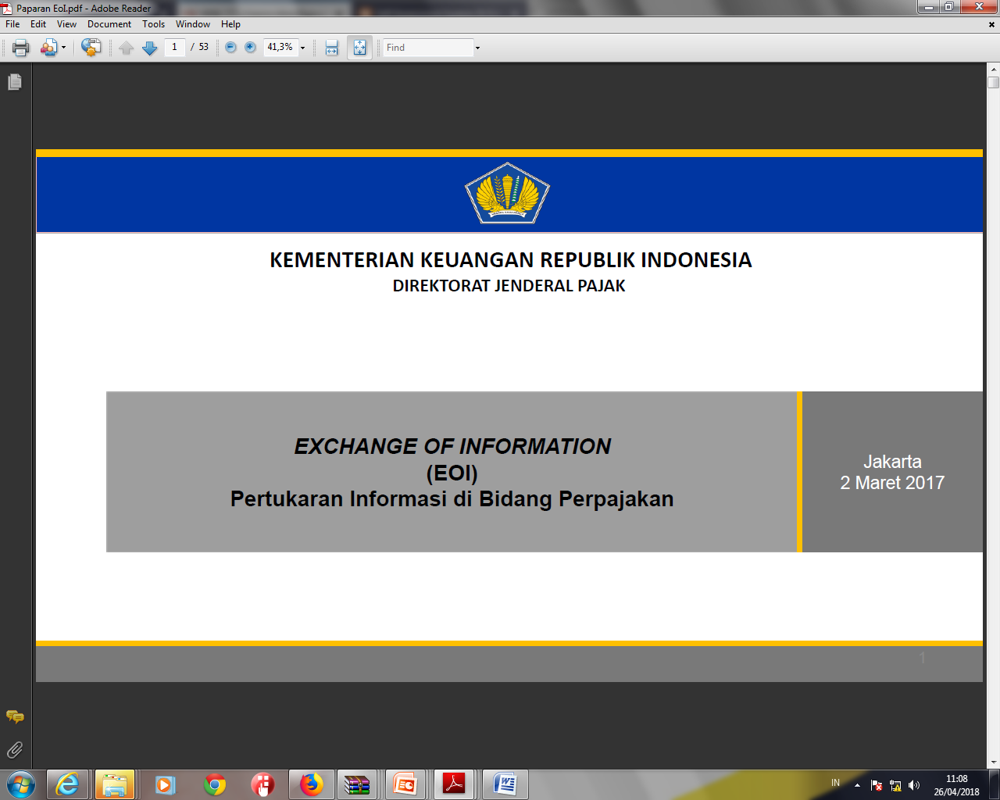 Paparan EoI.pdf - Adobe Reader
File Edit View Document Tools Window Help
1 / 53 41,3% Find
KEMENTERIAN KEUANGAN REPUBLIK INDONESIA
DIREKTORAT JENDERAL PAJAK
EXCHANGE OF INFORMATION
(EOI)
Pertukaran Informasi di Bidang Perpajakan
Jakarta
2 Maret 2017
1
IN
11:08
26/04/2018